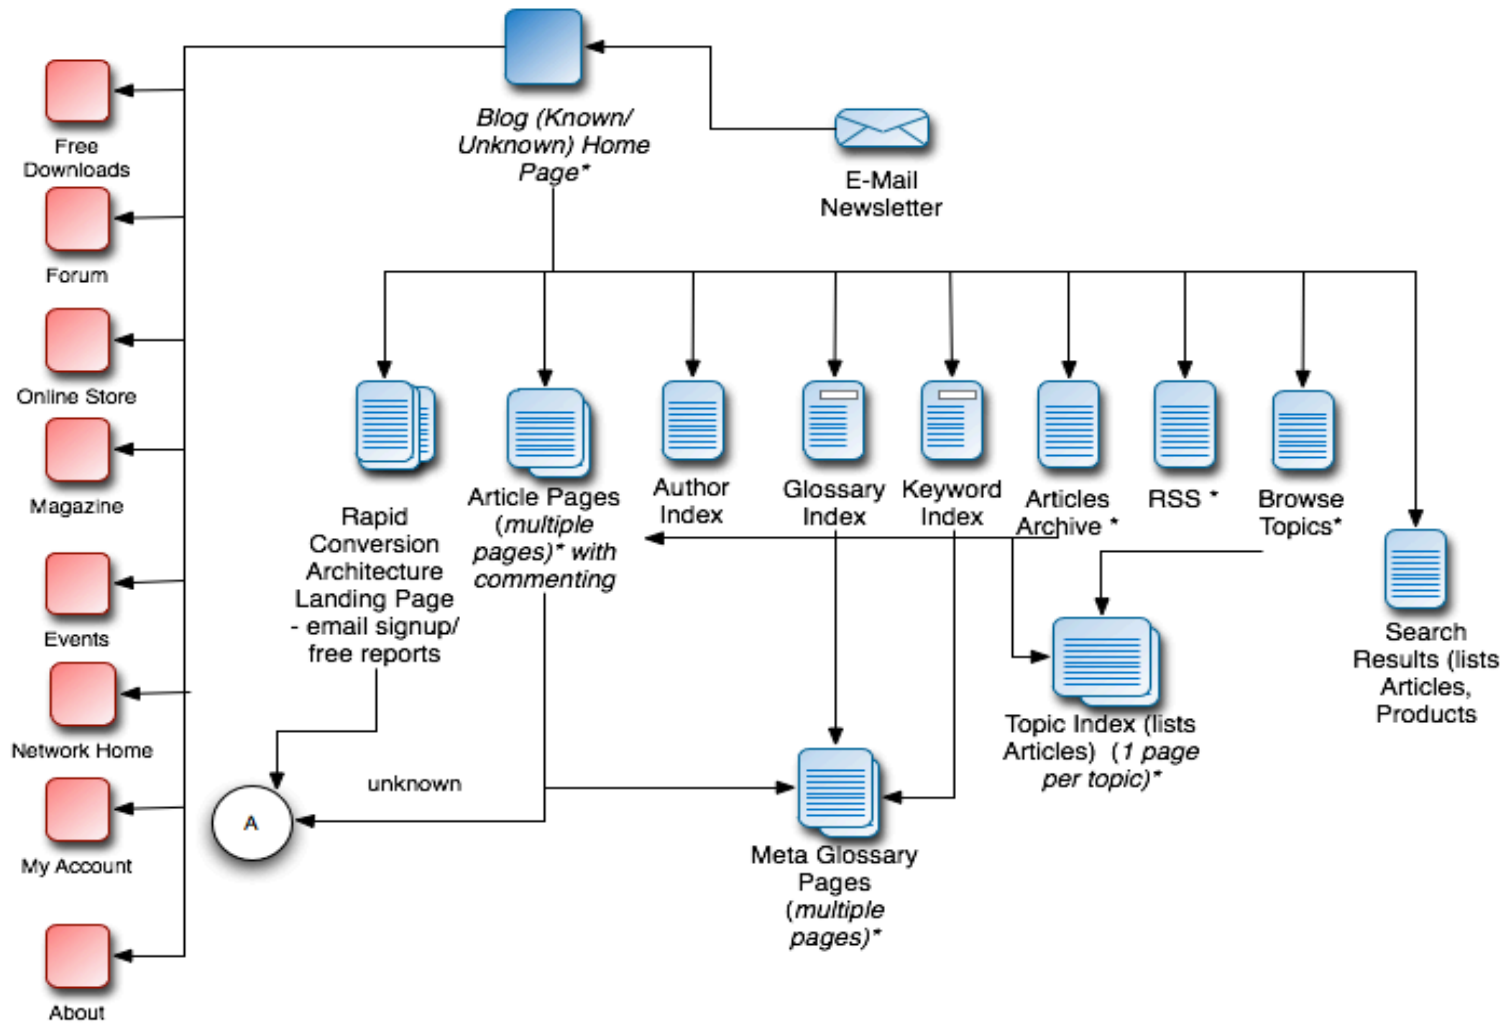 Blog (Known/
Unknown) Home
Page*
E-Mail
Newsletter
Free
Downloads
Forum
Online Store
Magazine
Events
Network Home
My Account
About
Rapid
Conversion
Architecture
Landing Page
- email signup/
free reports
Article Pages
(multiple
pages)* with
commenting
Author
Index
Glossary
Index
Keyword
Index
Articles
Archive *
RSS *
Browse
Topics*
Search
Results (lists
Articles,
Products
Topic Index (lists
Articles) (1 page
per topic)*
unknown
A
Meta Glossary
Pages
(multiple
pages)*